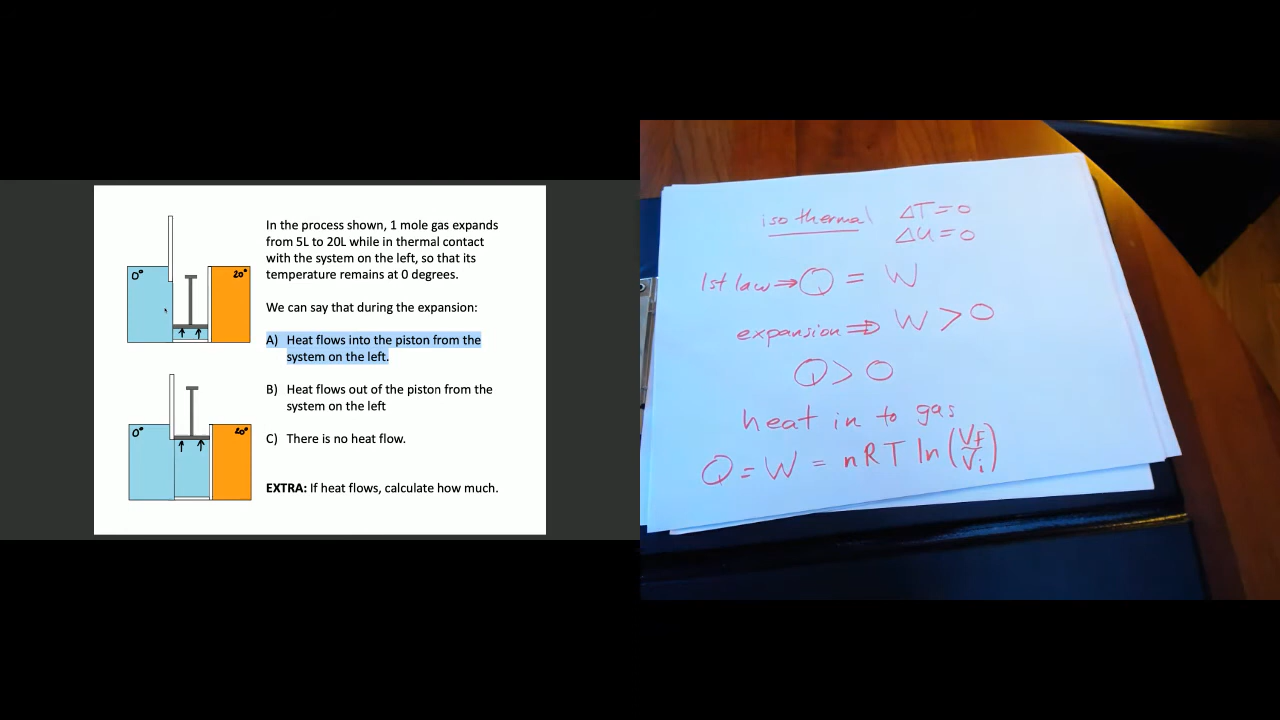 0°
20°
0°
20°
In the process shown, 1 mole gas expands
from 5L to 20L while in thermal contact
with the system on the left, so that its
temperature remains at 0 degrees.
We can say that during the expansion:
A) Heat flows into the piston from the
system on the left.
B) Heat flows out of the piston from the
system on the left
C) There is no heat flow.
EXTRA: If heat flows, calculate how much.
isothermal ΔT=0
ΔU=0
1st law ⇒ Q = W
expansion ⇒ W > 0
Q > 0
heat in to gas
Q = W = nRT ln(Vf/Vi)